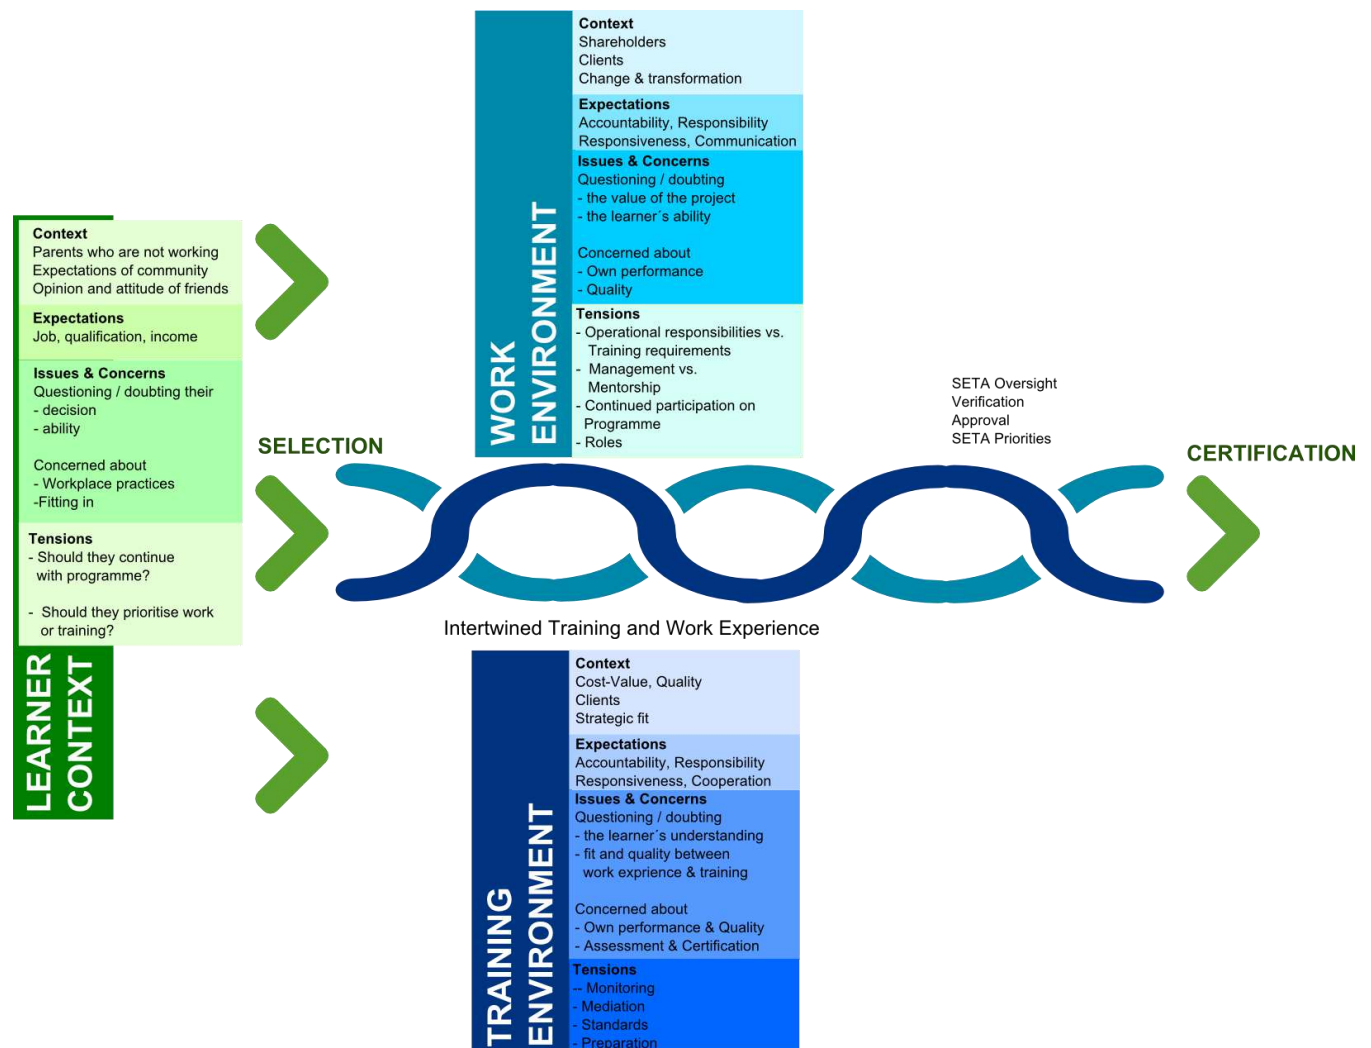 LEARNER
CONTEXT
Context
Parents who are not working
Expectations of community
Opinion and attitude of friends
Expectations
Job, qualification, income
Issues & Concerns
Questioning / doubting their
- decision
- ability
Concerned about
- Workplace practices
-Fitting in
Tensions
- Should they continue
with programme?
- Should they prioritise work
or training?
SELECTION
WORK
ENVIRONMENT
Context
Shareholders
Clients
Change & transformation
Expectations
Accountability, Responsibility
Responsiveness, Communication
Issues & Concerns
Questioning / doubting
- the value of the project
- the learner´s ability
Concerned about
- Own performance
- Quality
Tensions
- Operational responsibilities vs.
Training requirements
- Management vs.
Mentorship
- Continued participation on
Programme
- Roles
SETA Oversight
Verification
Approval
SETA Priorities
CERTIFICATION
Intertwined Training and Work Experience
TRAINING
ENVIRONMENT
Context
Cost-Value, Quality
Clients
Strategic fit
Expectations
Accountability, Responsibility
Responsiveness, Cooperation
Issues & Concerns
Questioning / doubting
- the learner´s understanding
- fit and quality between
work exprience & training
Concerned about
- Own performance & Quality
- Assessment & Certification
Tensions
-- Monitoring
- Mediation
- Standards
- Preparation